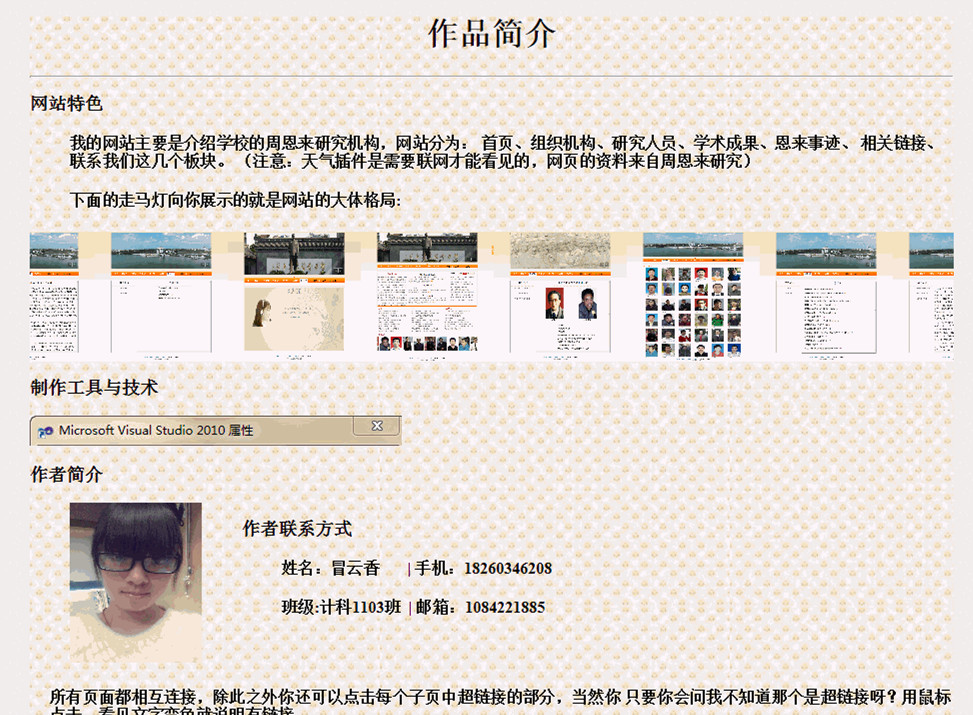 作品简介
网站特色
我的网站主要是介绍学校的周恩来研究机构，网站分为： 首页、组织机构、研究人员、学术成果、恩来事迹、 相关链接、
联系我们这几个板块。（注意：天气插件是需要联网才能看见的，网页的资料来自周恩来研究）
下面的走马灯向你展示的就是网站的大体格局:
制作工具与技术
Microsoft Visual Studio 2010 属性
作者简介
作者联系方式
姓名：冒云香 | 手机：18260346208
班级:计科1103班 | 邮箱：1084221885
所有页面都相互连接，除此之外你还可以点击每个子页中超链接的部分，当然你 只要你会问我不知道那个是超链接呀？用鼠标
点击，看见文字变色就说明有链接